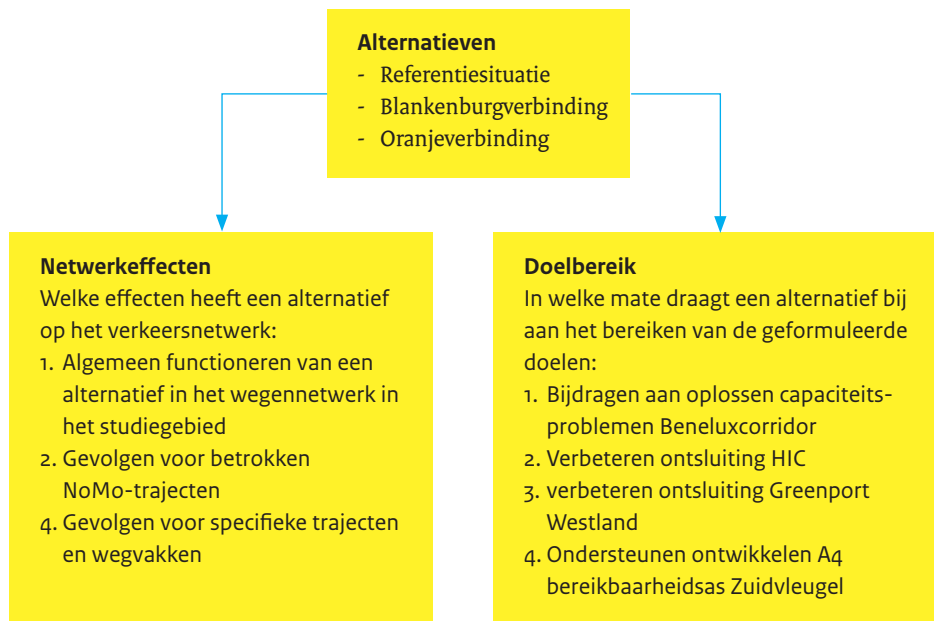 Alternatieven
- Referentiesituatie
- Blankenburgverbinding
- Oranjeverbinding
Netwerkeffecten
Welke effecten heeft een alternatief
op het verkeersnetwerk:
1. Algemeen functioneren van een
alternatief in het wegennetwerk in
het studiegebied
2. Gevolgen voor betrokken
NoMo-trajecten
4. Gevolgen voor specifieke trajecten
en wegvakken
Doelbereik
In welke mate draagt een alternatief bij
aan het bereiken van de geformuleerde
doelen:
1. Bijdragen aan oplossen capaciteits-
problemen Beneluxcorridor
2. Verbeteren ontsluiting HIC
3. verbeteren ontsluiting Greenport
Westland
4. Ondersteunen ontwikkelen A4
bereikbaarheidsas Zuidvleugel